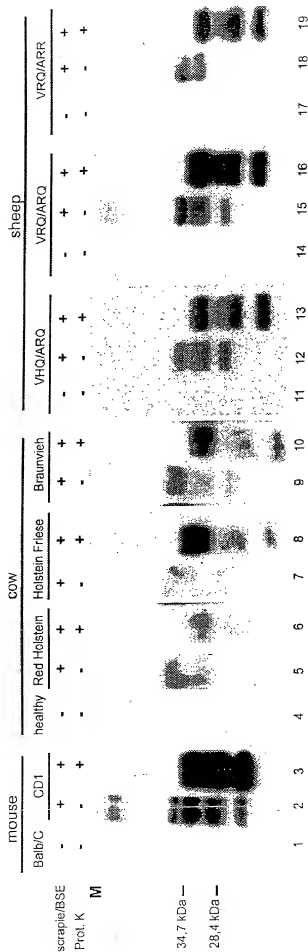 mouse cow sheep
Balb/C CD1 healthy Red Holstein Holstein Friese Braunvieh VHQ/ARQ VRQ/ARQ VRQ/ARR
scrapie/BSE - + + - + + + + + + - + + - + + - + +
Prot. K - - + - - + - + - + - - + - - + - - +
M
34,7 kDa –
28,4 kDa –
1 2 3 4 5 6 7 8 9 10 11 12 13 14 15 16 17 18 19